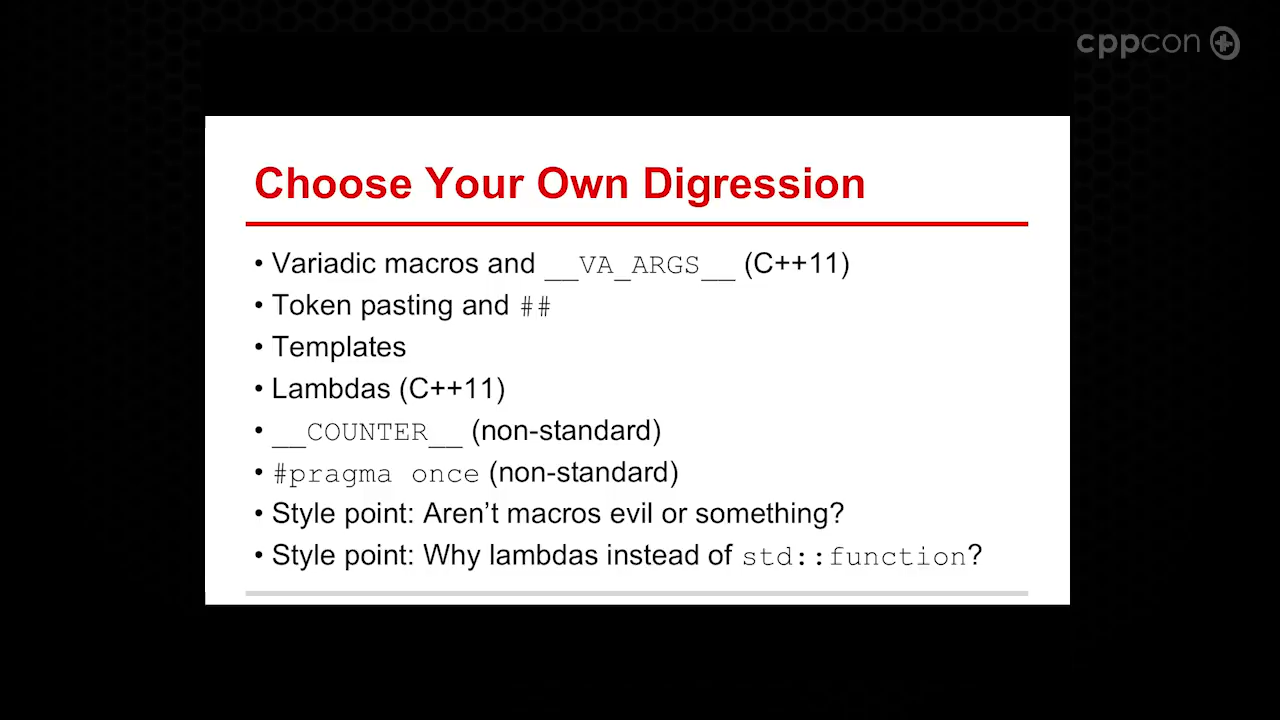 cppcon
Choose Your Own Digression
• Variadic macros and __VA_ARGS__ (C++11)
• Token pasting and ##
• Templates
• Lambdas (C++11)
• __COUNTER__ (non-standard)
• #pragma once (non-standard)
• Style point: Aren’t macros evil or something?
• Style point: Why lambdas instead of std::function?